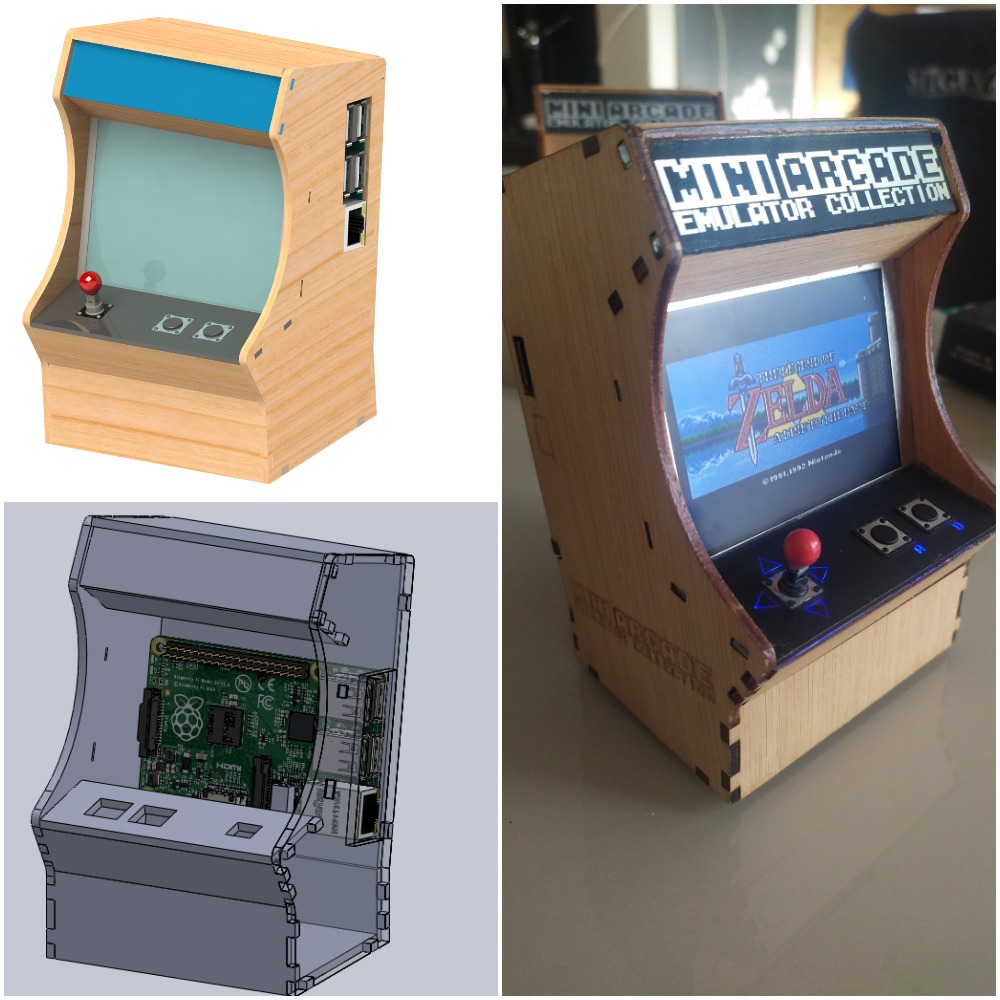 MINI ARCADE
SIEGES
MINI ARCADE
EMULATOR COLLECTION
THE LEGEND OF
ZELDA
A LINK TO THE PAST
©1991,1992 Nintendo
A
B
MINI ARCADE
COLLECTION
HDMI